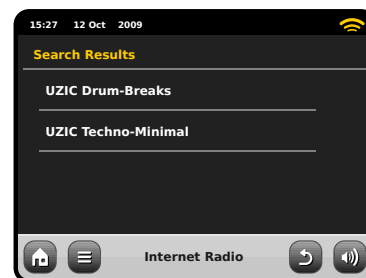 15:27 12 Oct 2009
Search Results
UZIC Drum-Breaks
UZIC Techno-Minimal
Internet Radio